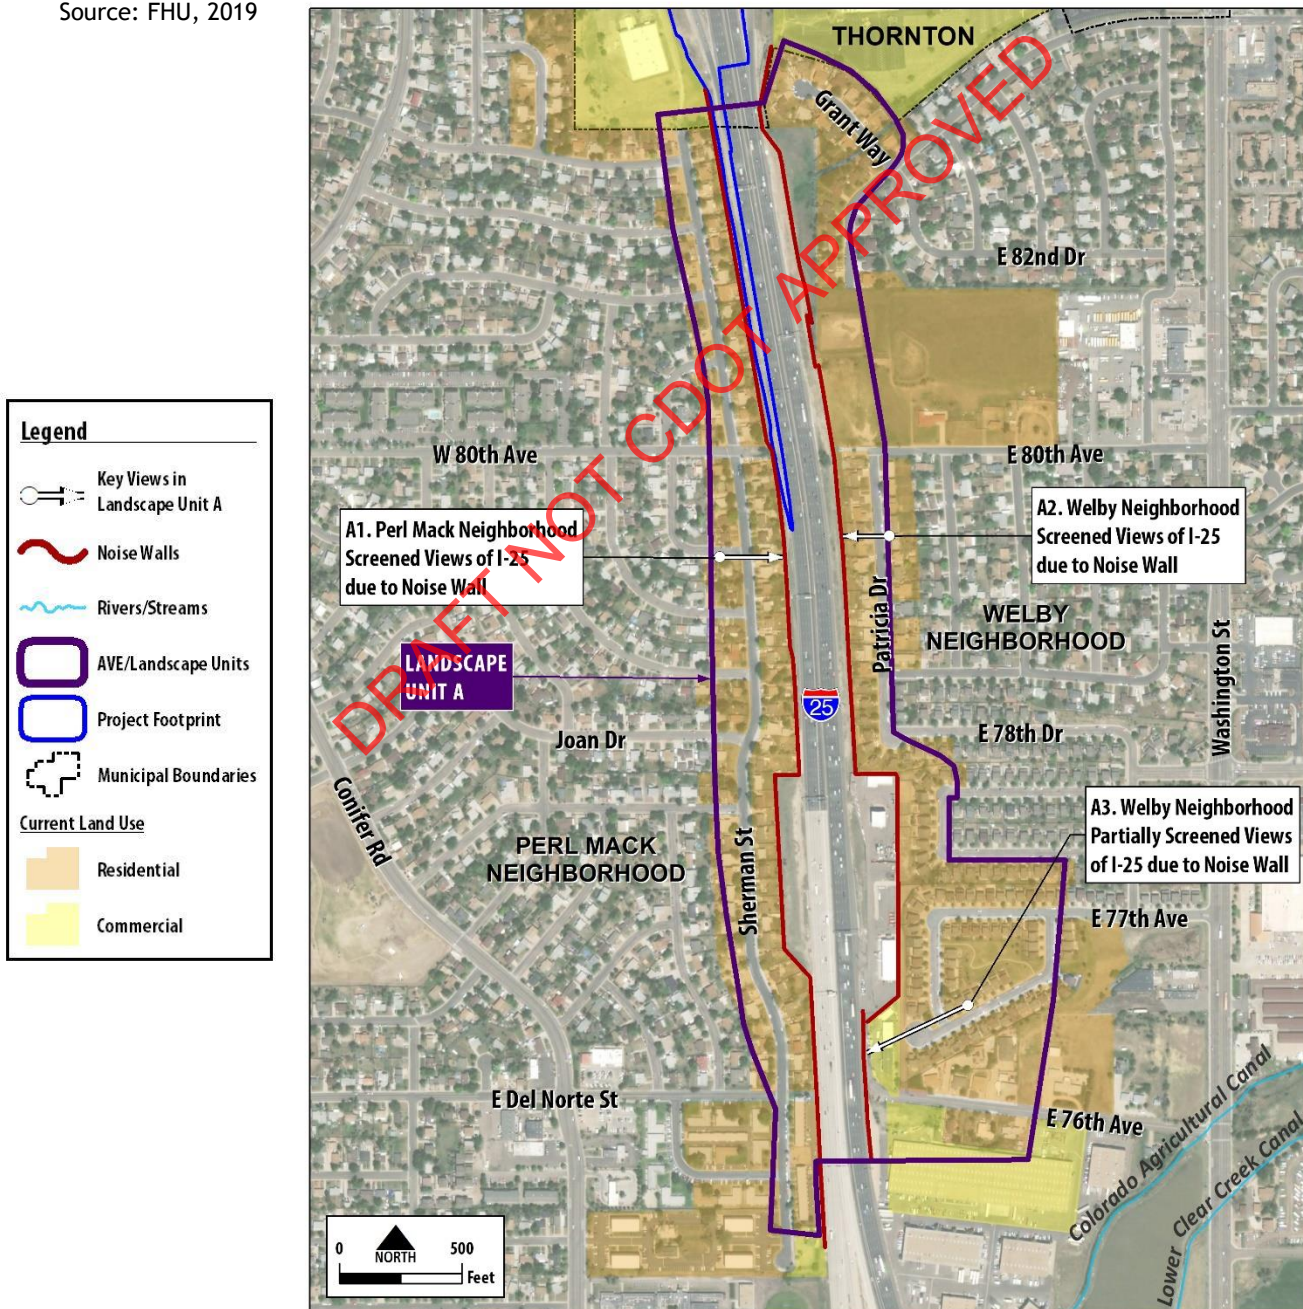 Source: FHU, 2019
THORNTON
Grant Way
E 82nd Dr
W 80th Ave
E 80th Ave
A1. Perl Mack Neighborhood
Screened Views of I-25
due to Noise Wall
A2. Welby Neighborhood
Screened Views of I-25
due to Noise Wall
Patricia Dr
WELBY
NEIGHBORHOOD
Washington St
LANDSCAPE
UNIT A
25
Joan Dr
E 78th Dr
Conifer Rd
PERL MACK
NEIGHBORHOOD
Sherman St
A3. Welby Neighborhood
Partially Screened Views
of I-25 due to Noise Wall
E 77th Ave
E Del Norte St
E 76th Ave
Colorado Agricultural Canal
Lower Clear Creek Canal
DRAFT NOT CDOT APPROVED
Legend
Key Views in
Landscape Unit A
Noise Walls
Rivers/Streams
AVE/Landscape Units
Project Footprint
Municipal Boundaries
Current Land Use
Residential
Commercial
0
NORTH
500
Feet